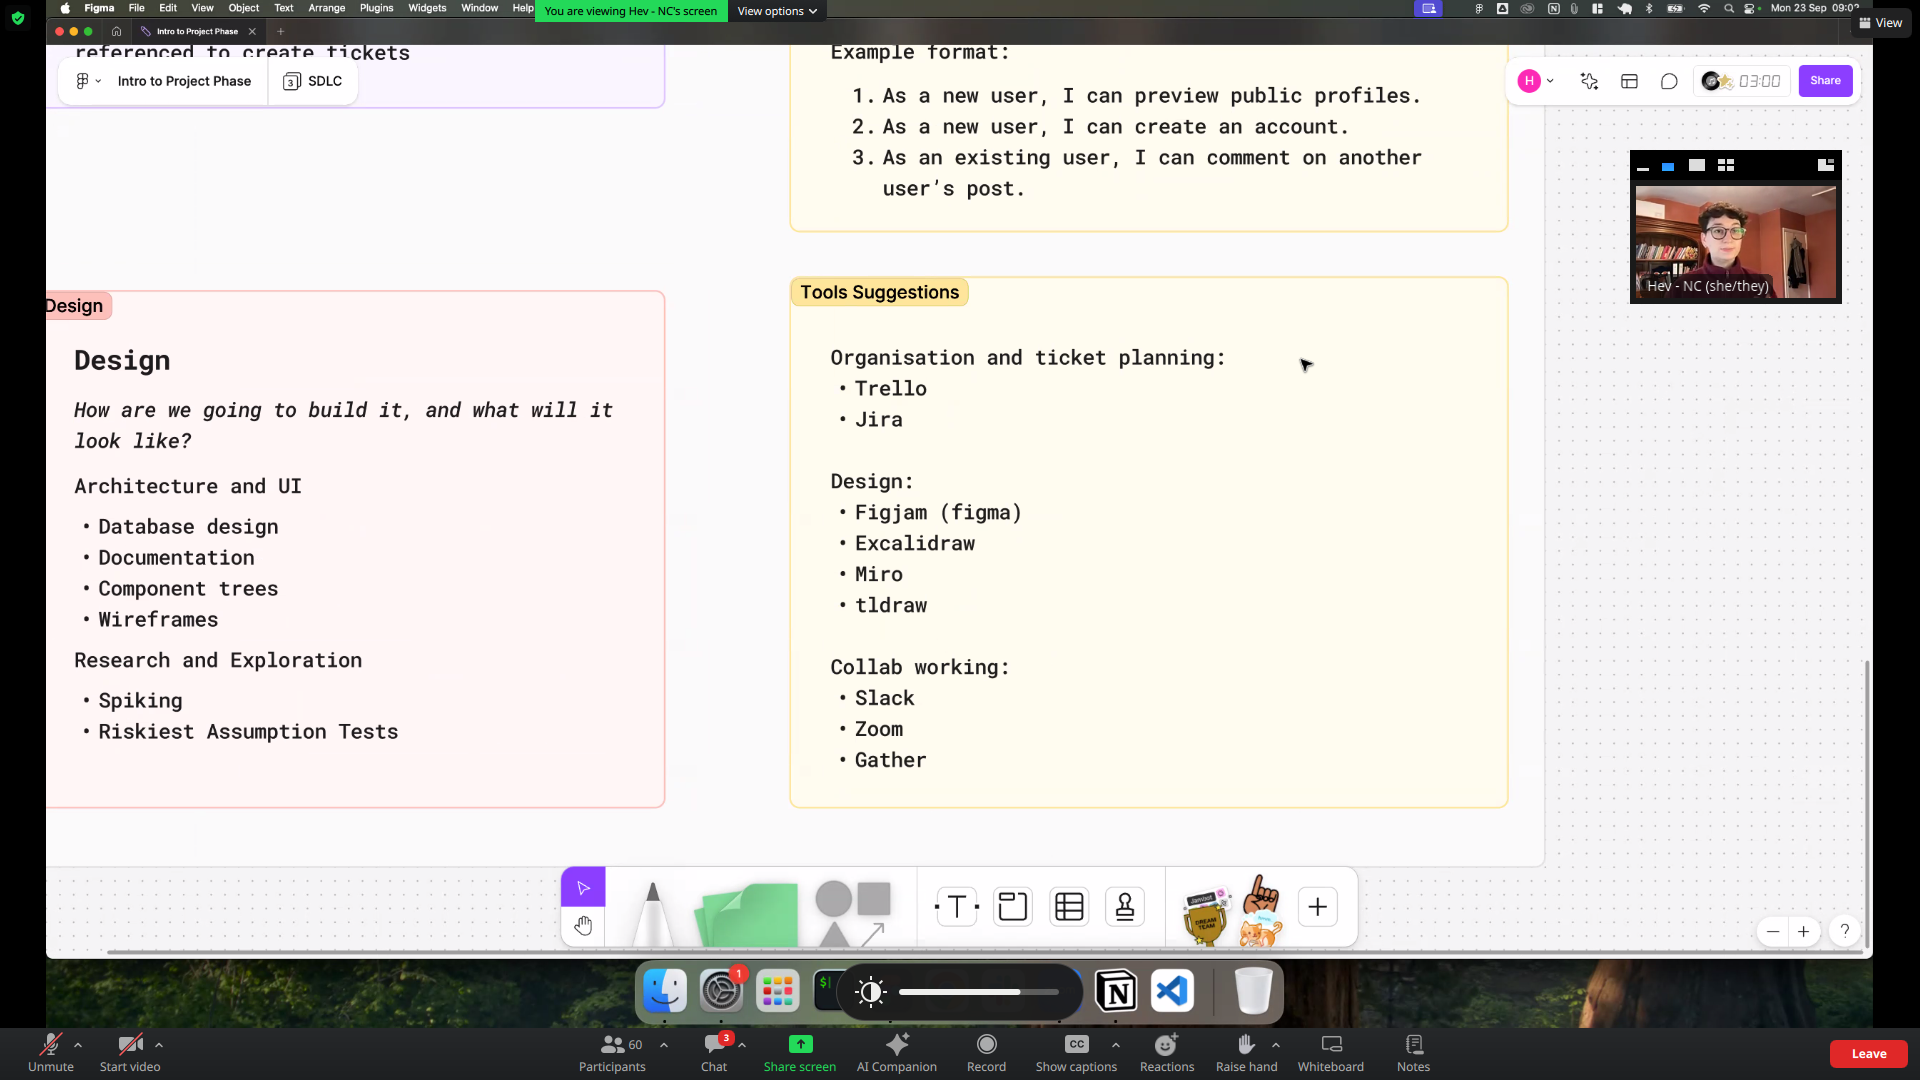 Figma File Edit View Object Text Arrange Plugins Widgets Window Help
You are viewing Hev - NC's screen
View options
Mon 23 Sep
View
Intro to Project Phase
referenced to create tickets
Intro to Project Phase
3
SDLC
H
03:00
Share
Example format:
1. As a new user, I can preview public profiles.
2. As a new user, I can create an account.
3. As an existing user, I can comment on another
user's post.
Hev - NC (she/they)
Design
Design
How are we going to build it, and what will it
look like?
Architecture and UI
• Database design
• Documentation
• Component trees
• Wireframes
Research and Exploration
• Spiking
• Riskiest Assumption Tests
Tools Suggestions
Organisation and ticket planning:
• Trello
• Jira
Design:
• Figjam (figma)
• Excalidraw
• Miro
• tldraw
Collab working:
• Slack
• Zoom
• Gather
T
DREAM
TEAM
?
1
$
N
Unmute
Start video
60
Participants
3
Chat
Share screen
AI Companion
Record
CC
Show captions
Reactions
Raise hand
Whiteboard
Notes
Leave